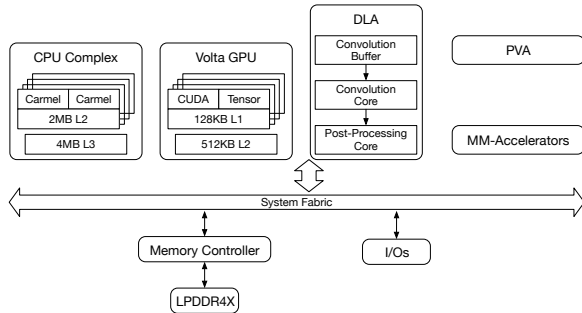 CPU Complex
Carmel Carmel
2MB L2
4MB L3
Volta GPU
CUDA Tensor
128KB L1
512KB L2
DLA
Convolution
Buffer
Convolution
Core
Post-Processing
Core
PVA
MM-Accelerators
System Fabric
Memory Controller
I/Os
LPDDR4X